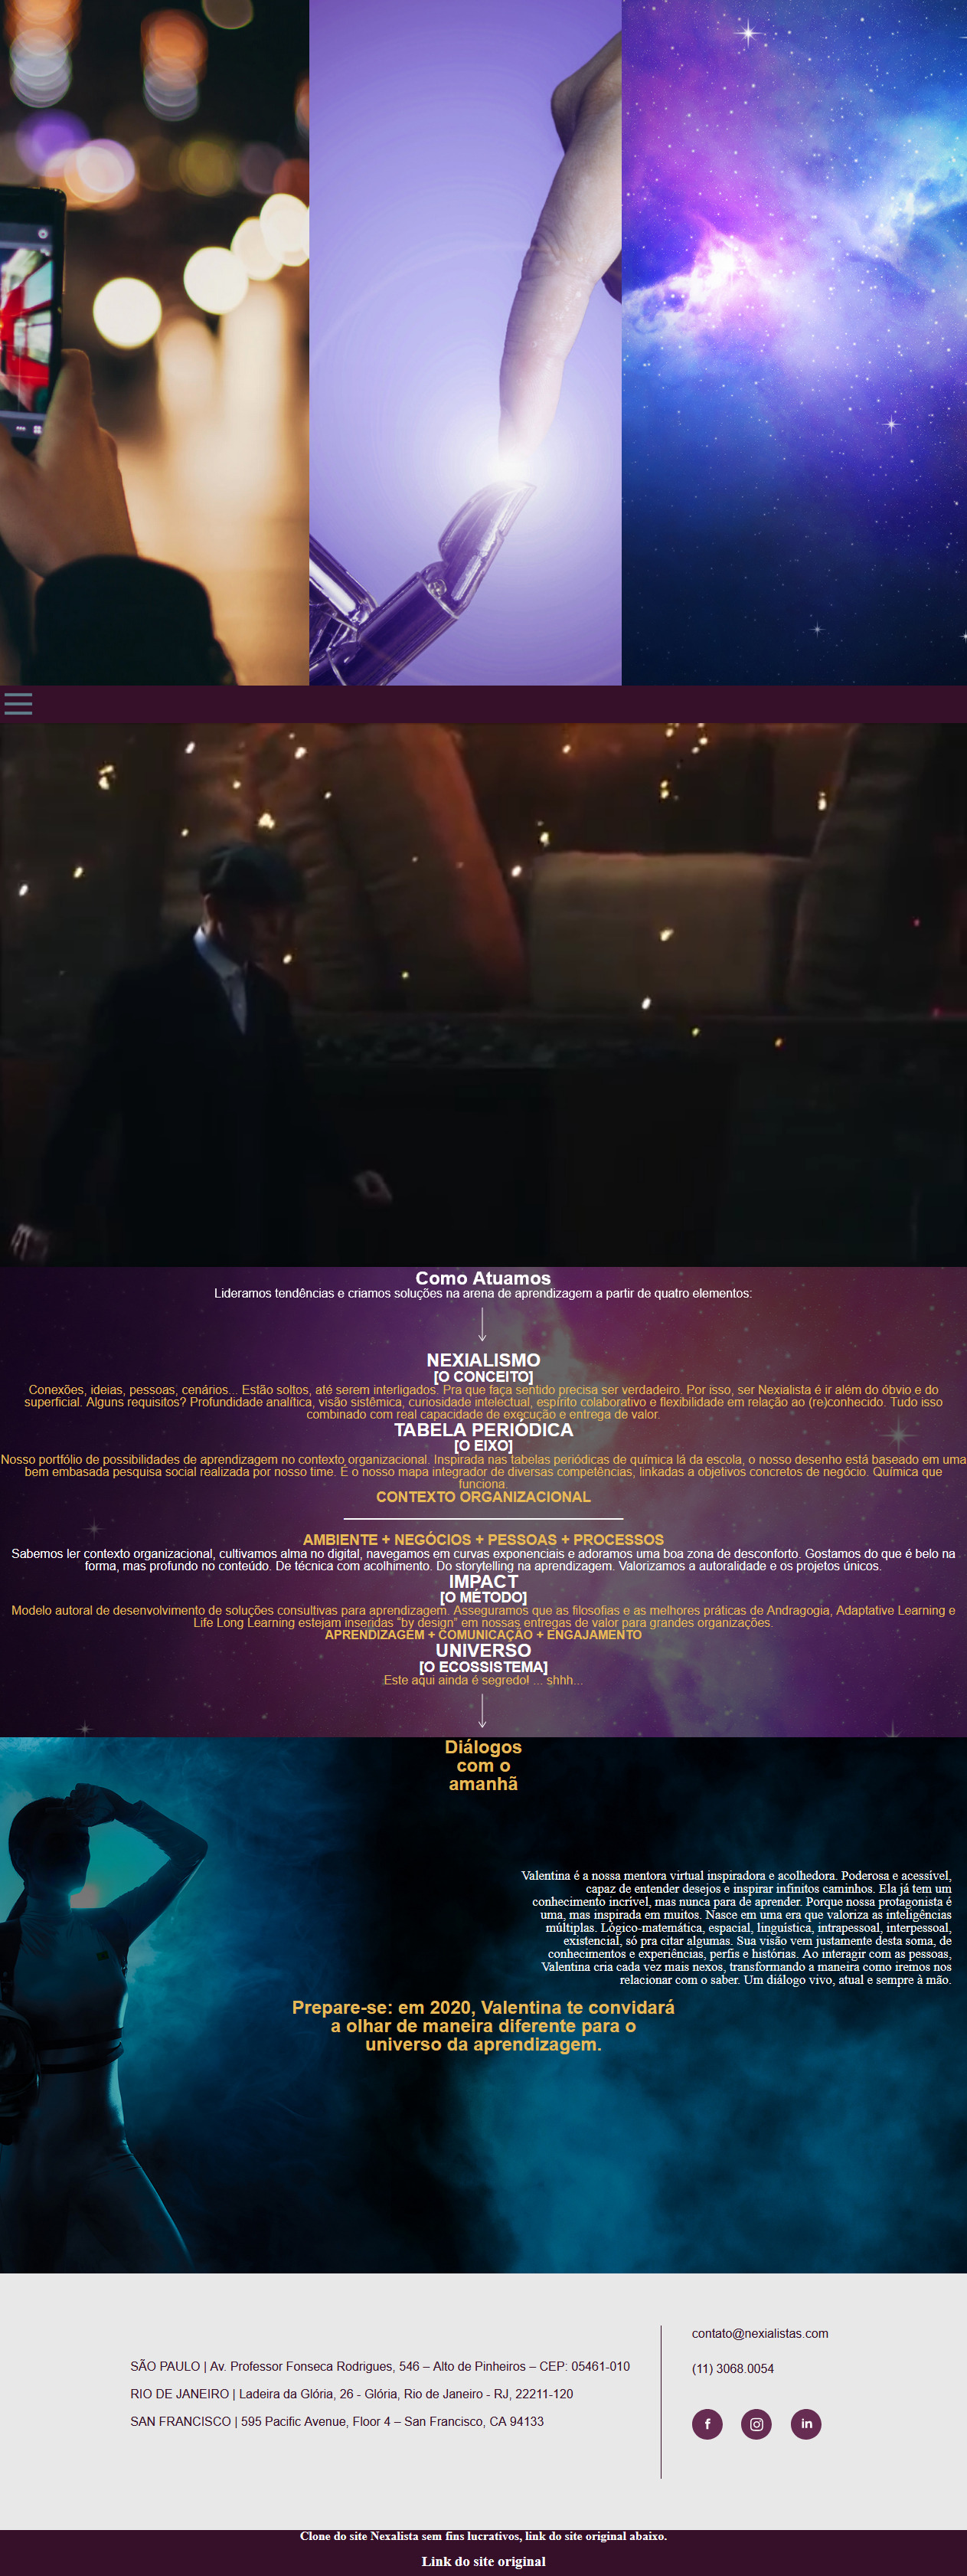 Como Atuamos
Lideramos tendências e criamos soluções na arena de aprendizagem a partir de quatro elementos:
NEXIALISMO
[O CONCEITO]
Conexões, ideias, pessoas, cenários... Estão soltos, até serem interligados. Pra que faça sentido precisa ser verdadeiro. Por isso, ser Nexialista é ir além do óbvio e do
superficial. Alguns requisitos? Profundidade analítica, visão sistêmica, curiosidade intelectual, espírito colaborativo e flexibilidade em relação ao (re)conhecido. Tudo isso
combinado com real capacidade de execução e entrega de valor.
TABELA PERIÓDICA
[O EIXO]
Nosso portfólio de possibilidades de aprendizagem no contexto organizacional. Inspirada nas tabelas periódicas de química lá da escola, o nosso desenho está baseado em uma
bem embasada pesquisa social realizada por nosso time. É o nosso mapa integrador de diversas competências, linkadas a objetivos concretos de negócio. Química que
funciona.
CONTEXTO ORGANIZACIONAL
AMBIENTE + NEGÓCIOS + PESSOAS + PROCESSOS
Sabemos ler contexto organizacional, cultivamos alma no digital, navegamos em curvas exponenciais e adoramos uma boa zona de desconforto. Gostamos do que é belo na
forma, mas profundo no conteúdo. De técnica com acolhimento. Do storytelling na aprendizagem. Valorizamos a autoralidade e os projetos únicos.
IMPACT
[O MÉTODO]
Modelo autoral de desenvolvimento de soluções consultivas para aprendizagem. Asseguramos que as filosofias e as melhores práticas de Andragogia, Adaptative Learning e
Life Long Learning estejam inseridas “by design” em nossas entregas de valor para grandes organizações.
APRENDIZAGEM + COMUNICAÇÃO + ENGAJAMENTO
UNIVERSO
[O ECOSSISTEMA]
Este aqui ainda é segredo! ... shhh...
Diálogos
com o
amanhã
Valentina é a nossa mentora virtual inspiradora e acolhedora. Poderosa e acessível,
capaz de entender desejos e inspirar infinitos caminhos. Ela já tem um
conhecimento incrível, mas nunca para de aprender. Porque nossa protagonista é
uma, mas inspirada em muitos. Nasce em uma era que valoriza as inteligências
múltiplas. Lógico-matemática, espacial, linguística, intrapessoal, interpessoal,
existencial, só pra citar algumas. Sua visão vem justamente desta soma, de
conhecimentos e experiências, perfis e histórias. Ao interagir com as pessoas,
Valentina cria cada vez mais nexos, transformando a maneira como iremos nos
relacionar com o saber. Um diálogo vivo, atual e sempre à mão.
Prepare-se: em 2020, Valentina te convidará
a olhar de maneira diferente para o
universo da aprendizagem.
SÃO PAULO | Av. Professor Fonseca Rodrigues, 546 – Alto de Pinheiros – CEP: 05461-010
RIO DE JANEIRO | Ladeira da Glória, 26 - Glória, Rio de Janeiro - RJ, 22211-120
SAN FRANCISCO | 595 Pacific Avenue, Floor 4 – San Francisco, CA 94133
contato@nexialistas.com
(11) 3068.0054
Clone do site Nexalista sem fins lucrativos, link do site original abaixo.
Link do site original